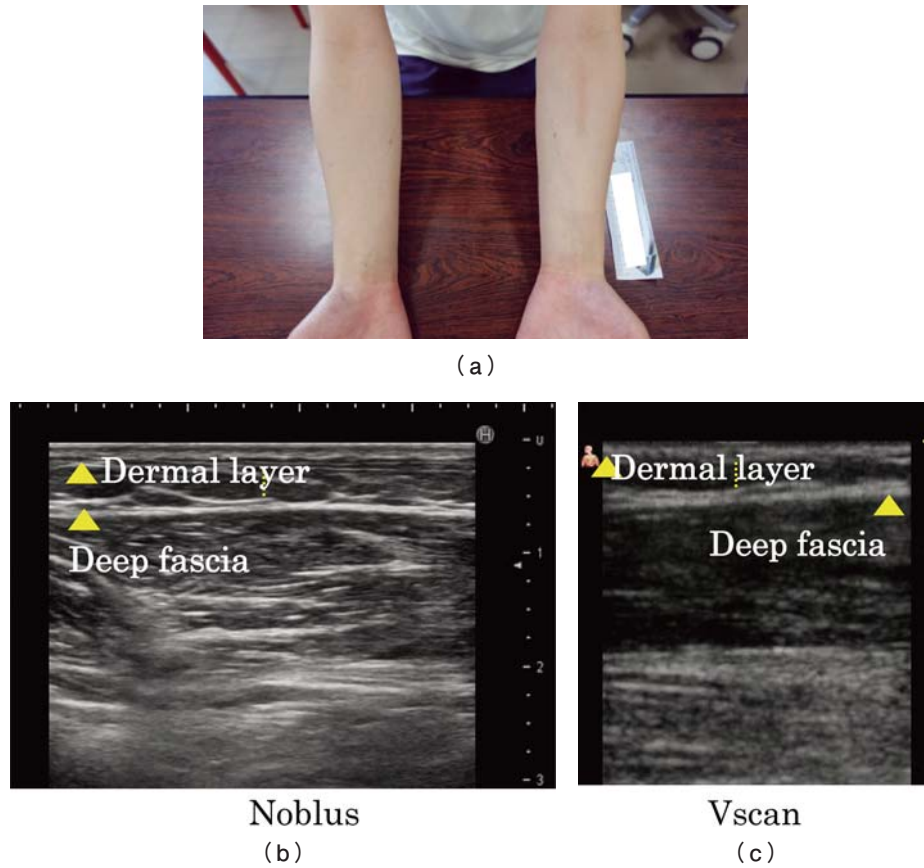 (a)
U
H
Dermal layer
Deep fascia
1
2
3
Noblus
(b)
Dermal layer
Deep fascia
Vscan
(c)